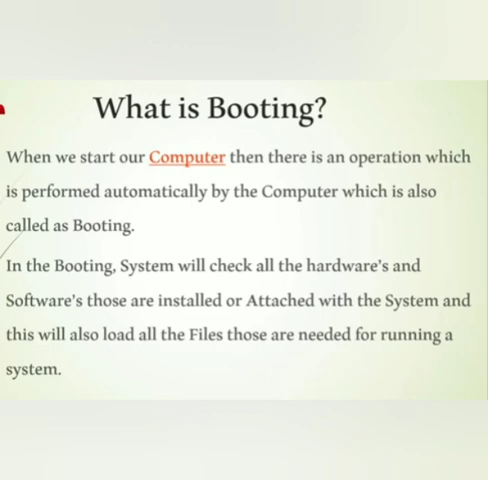 What is Booting?
When we start our Computer then there is an operation which
is performed automatically by the Computer which is also
called as Booting.
In the Booting, System will check all the hardware's and
Software's those are installed or Attached with the System and
this will also load all the Files those are needed for running a
system.